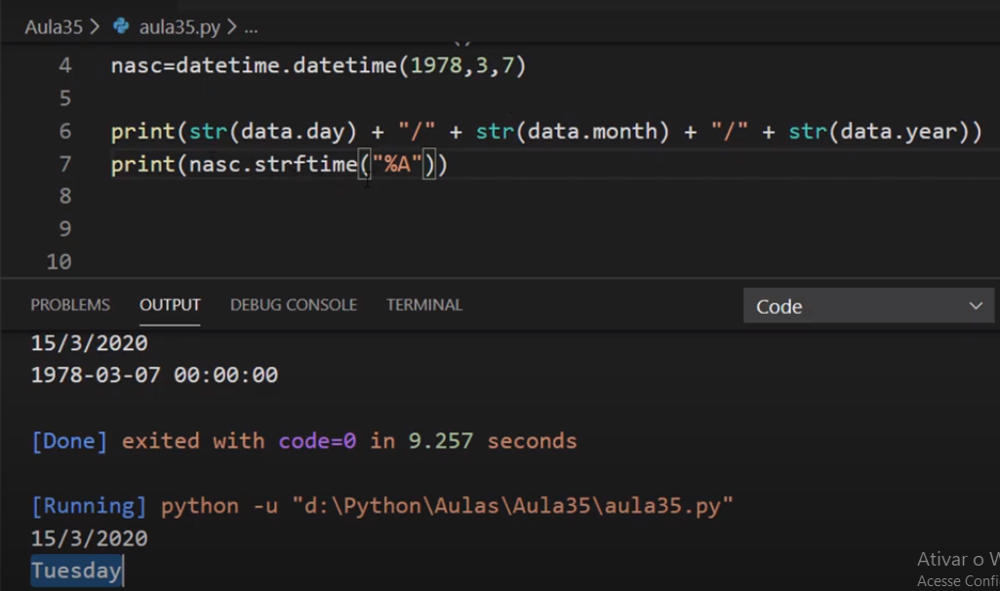 Aula35 > aula35.py > ...
4 nasc=datetime.datetime(1978,3,7)
5
6 print(str(data.day) + "/" + str(data.month) + "/" + str(data.year))
7 print(nasc.strftime("%A"))
8
9
10
PROBLEMS OUTPUT DEBUG CONSOLE TERMINAL Code
15/3/2020
1978-03-07 00:00:00
[Done] exited with code=0 in 9.257 seconds
[Running] python -u "d:\Python\Aulas\Aula35\aula35.py"
15/3/2020
Tuesday
Ativar o W
Acesse Confi